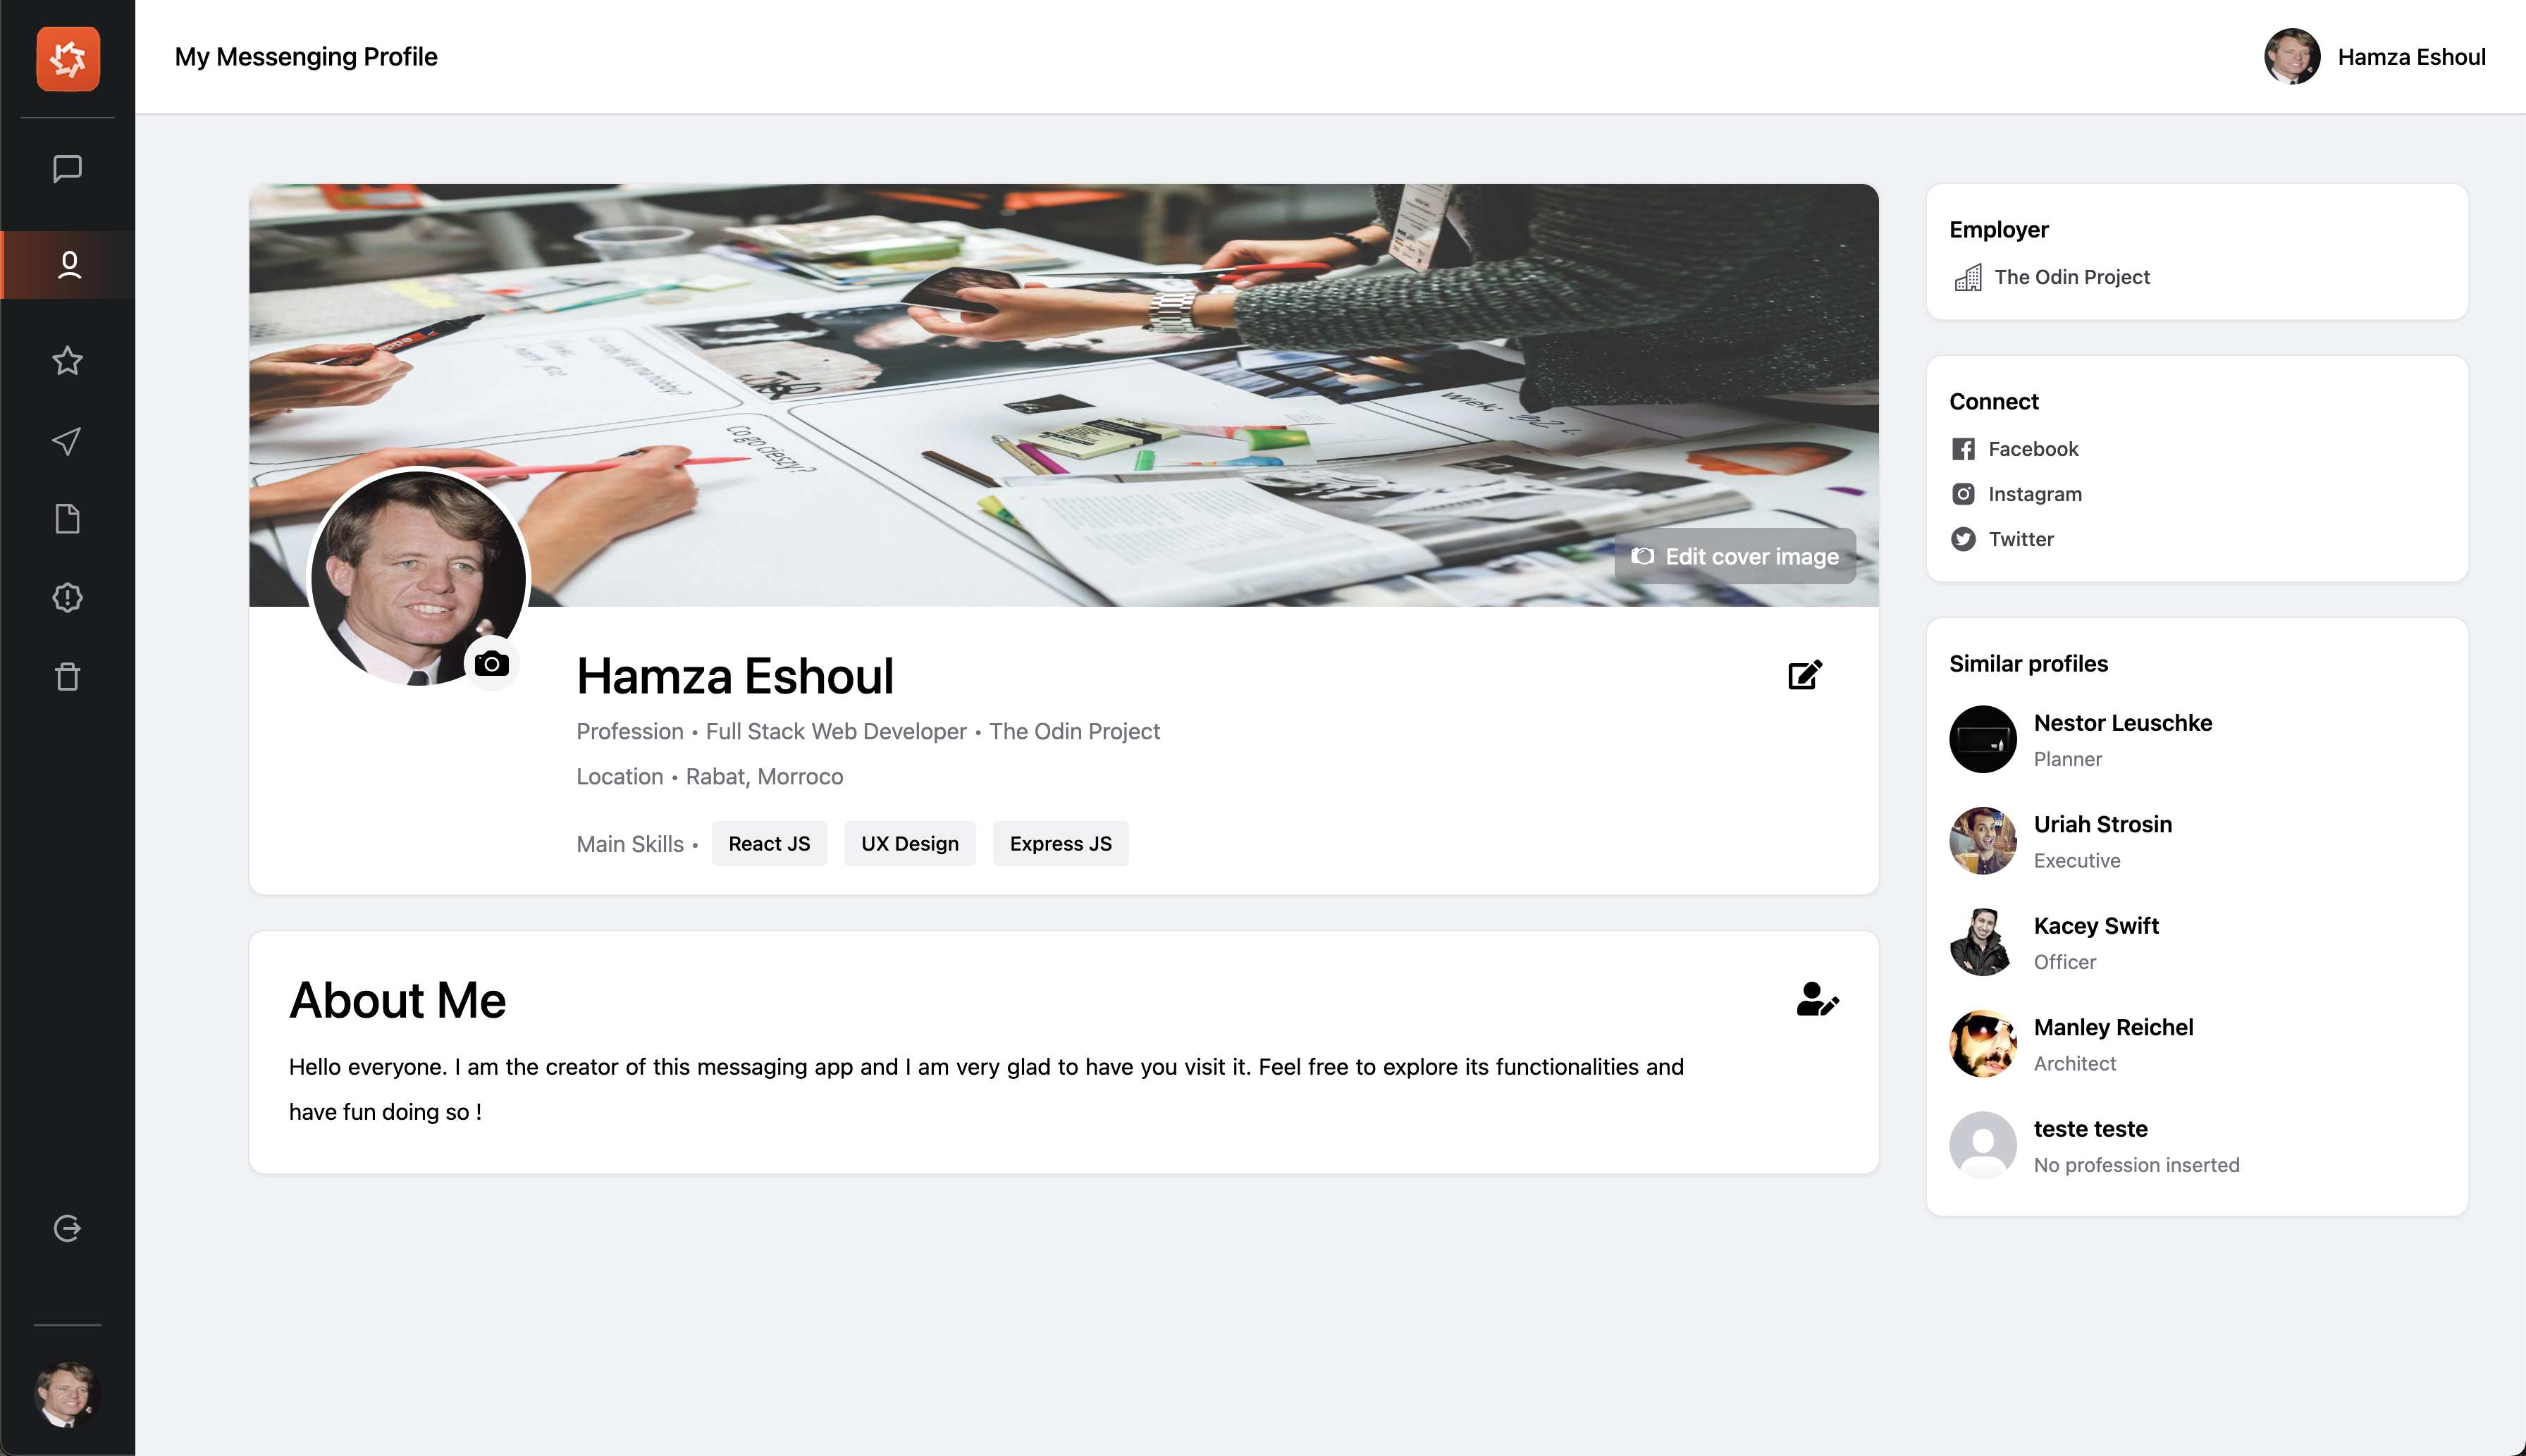 My Messenging Profile
Hamza Eshoul
Co go cieszy?
Wiek:
Edit cover image
Hamza Eshoul
Profession • Full Stack Web Developer • The Odin Project
Location • Rabat, Morroco
Main Skills • React JS UX Design Express JS
About Me
Hello everyone. I am the creator of this messaging app and I am very glad to have you visit it. Feel free to explore its functionalities and
have fun doing so !
Employer
The Odin Project
Connect
Facebook
Instagram
Twitter
Similar profiles
Nestor Leuschke
Planner
Uriah Strosin
Executive
Kacey Swift
Officer
Manley Reichel
Architect
teste teste
No profession inserted